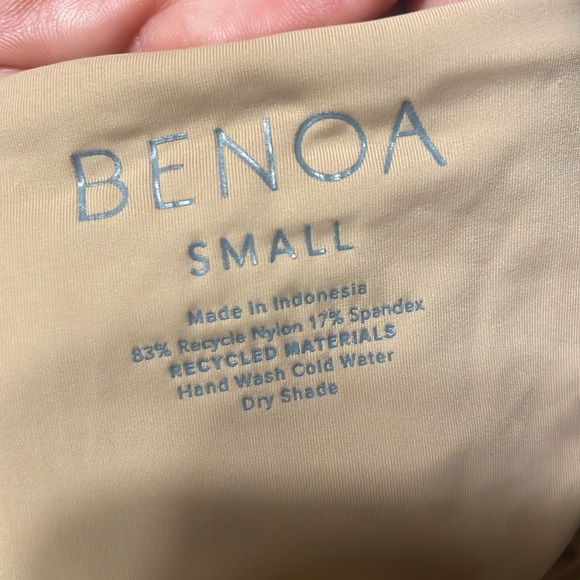 BENOA
SMALL
Made In Indonesia
83% Recycle Nylon 17% Spandex
RECYCLED MATERIALS
Hand Wash Cold Water
Dry Shade